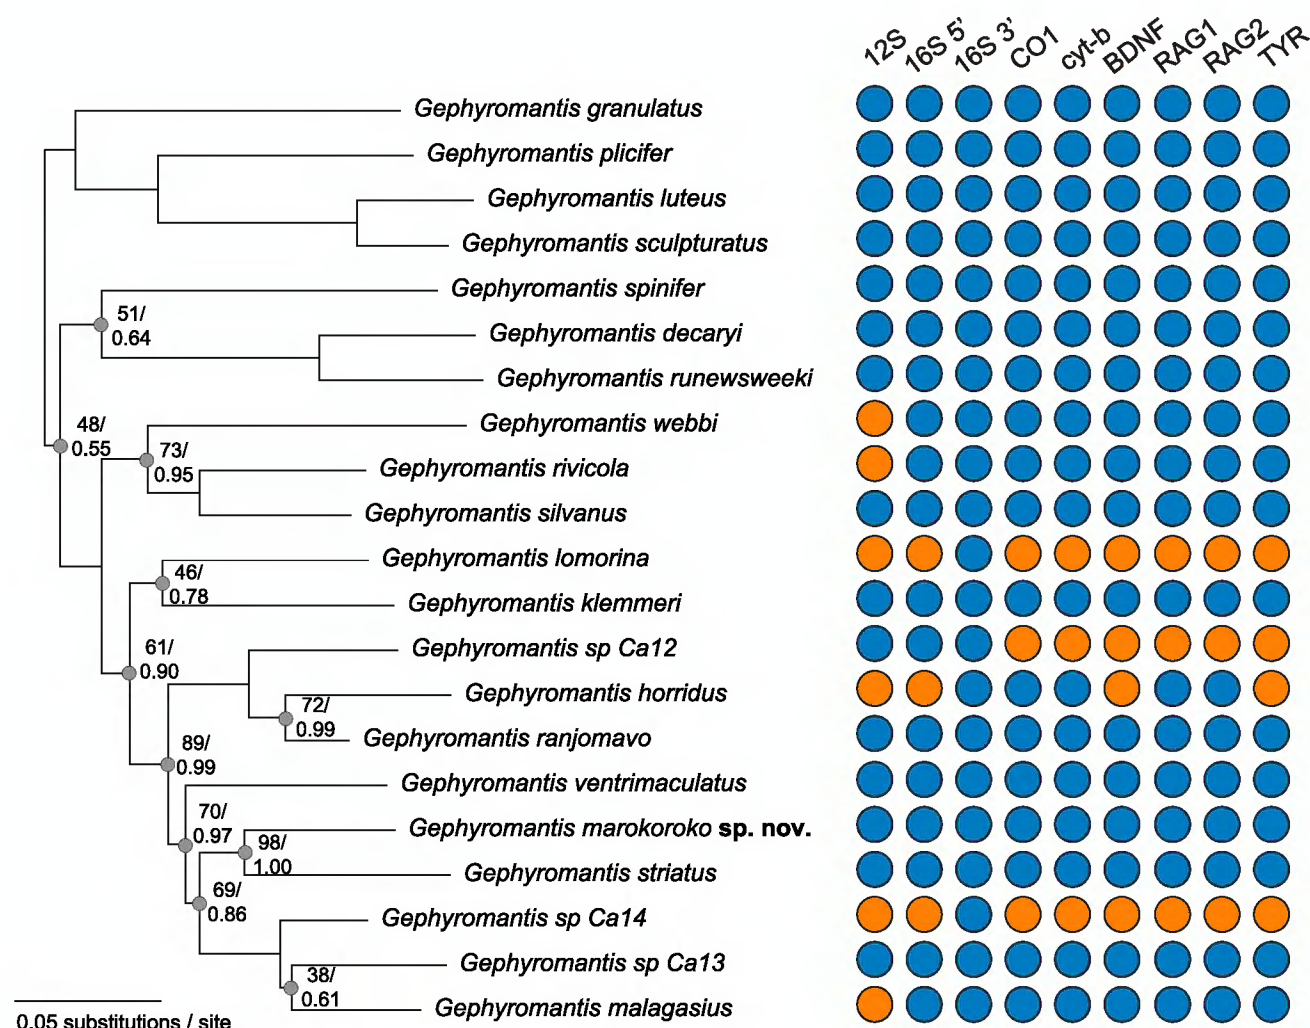 12S 16S 5' 16S 3' CO1 cyt-b BDNF RAG1 RAG2 TYR
Gephyromantis granulatus
Gephyromantis plicifer
Gephyromantis luteus
Gephyromantis sculpturatus
Gephyromantis spinifer
51/
0.64
Gephyromantis decaryi
Gephyromantis runewsweeki
Gephyromantis webbi
48/
0.55
73/
0.95
Gephyromantis rivicola
Gephyromantis silvanus
Gephyromantis lomorina
46/
0.78
Gephyromantis klemmeri
61/
0.90
Gephyromantis sp Ca12
Gephyromantis horridus
72/
0.99
Gephyromantis ranjomavo
89/
0.99
Gephyromantis ventrimaculatus
70/
0.97
Gephyromantis marokoroko sp. nov.
98/
1.00
Gephyromantis striatus
69/
0.86
Gephyromantis sp Ca14
Gephyromantis sp Ca13
38/
0.61
Gephyromantis malagasius
0.05 substitutions / site